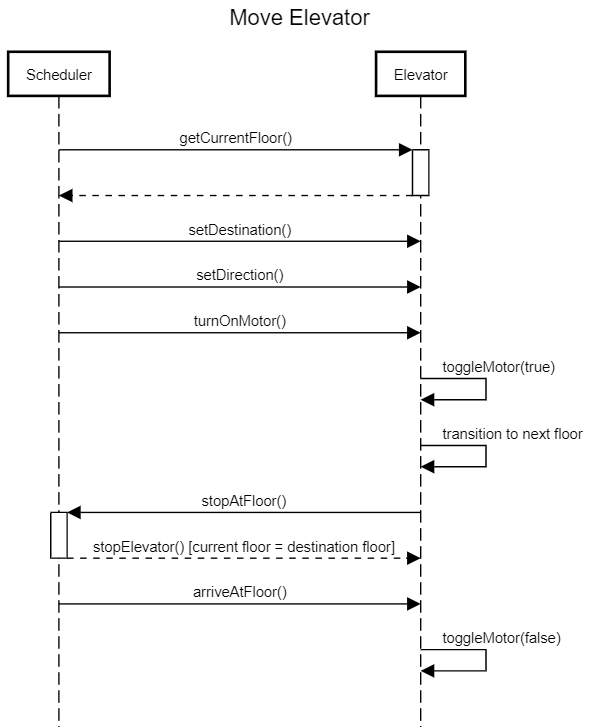 Move Elevator
Scheduler
Elevator
getCurrentFloor()
setDestination()
setDirection()
turnOnMotor()
toggleMotor(true)
transition to next floor
stopAtFloor()
stopElevator() [current floor = destination floor]
arriveAtFloor()
toggleMotor(false)